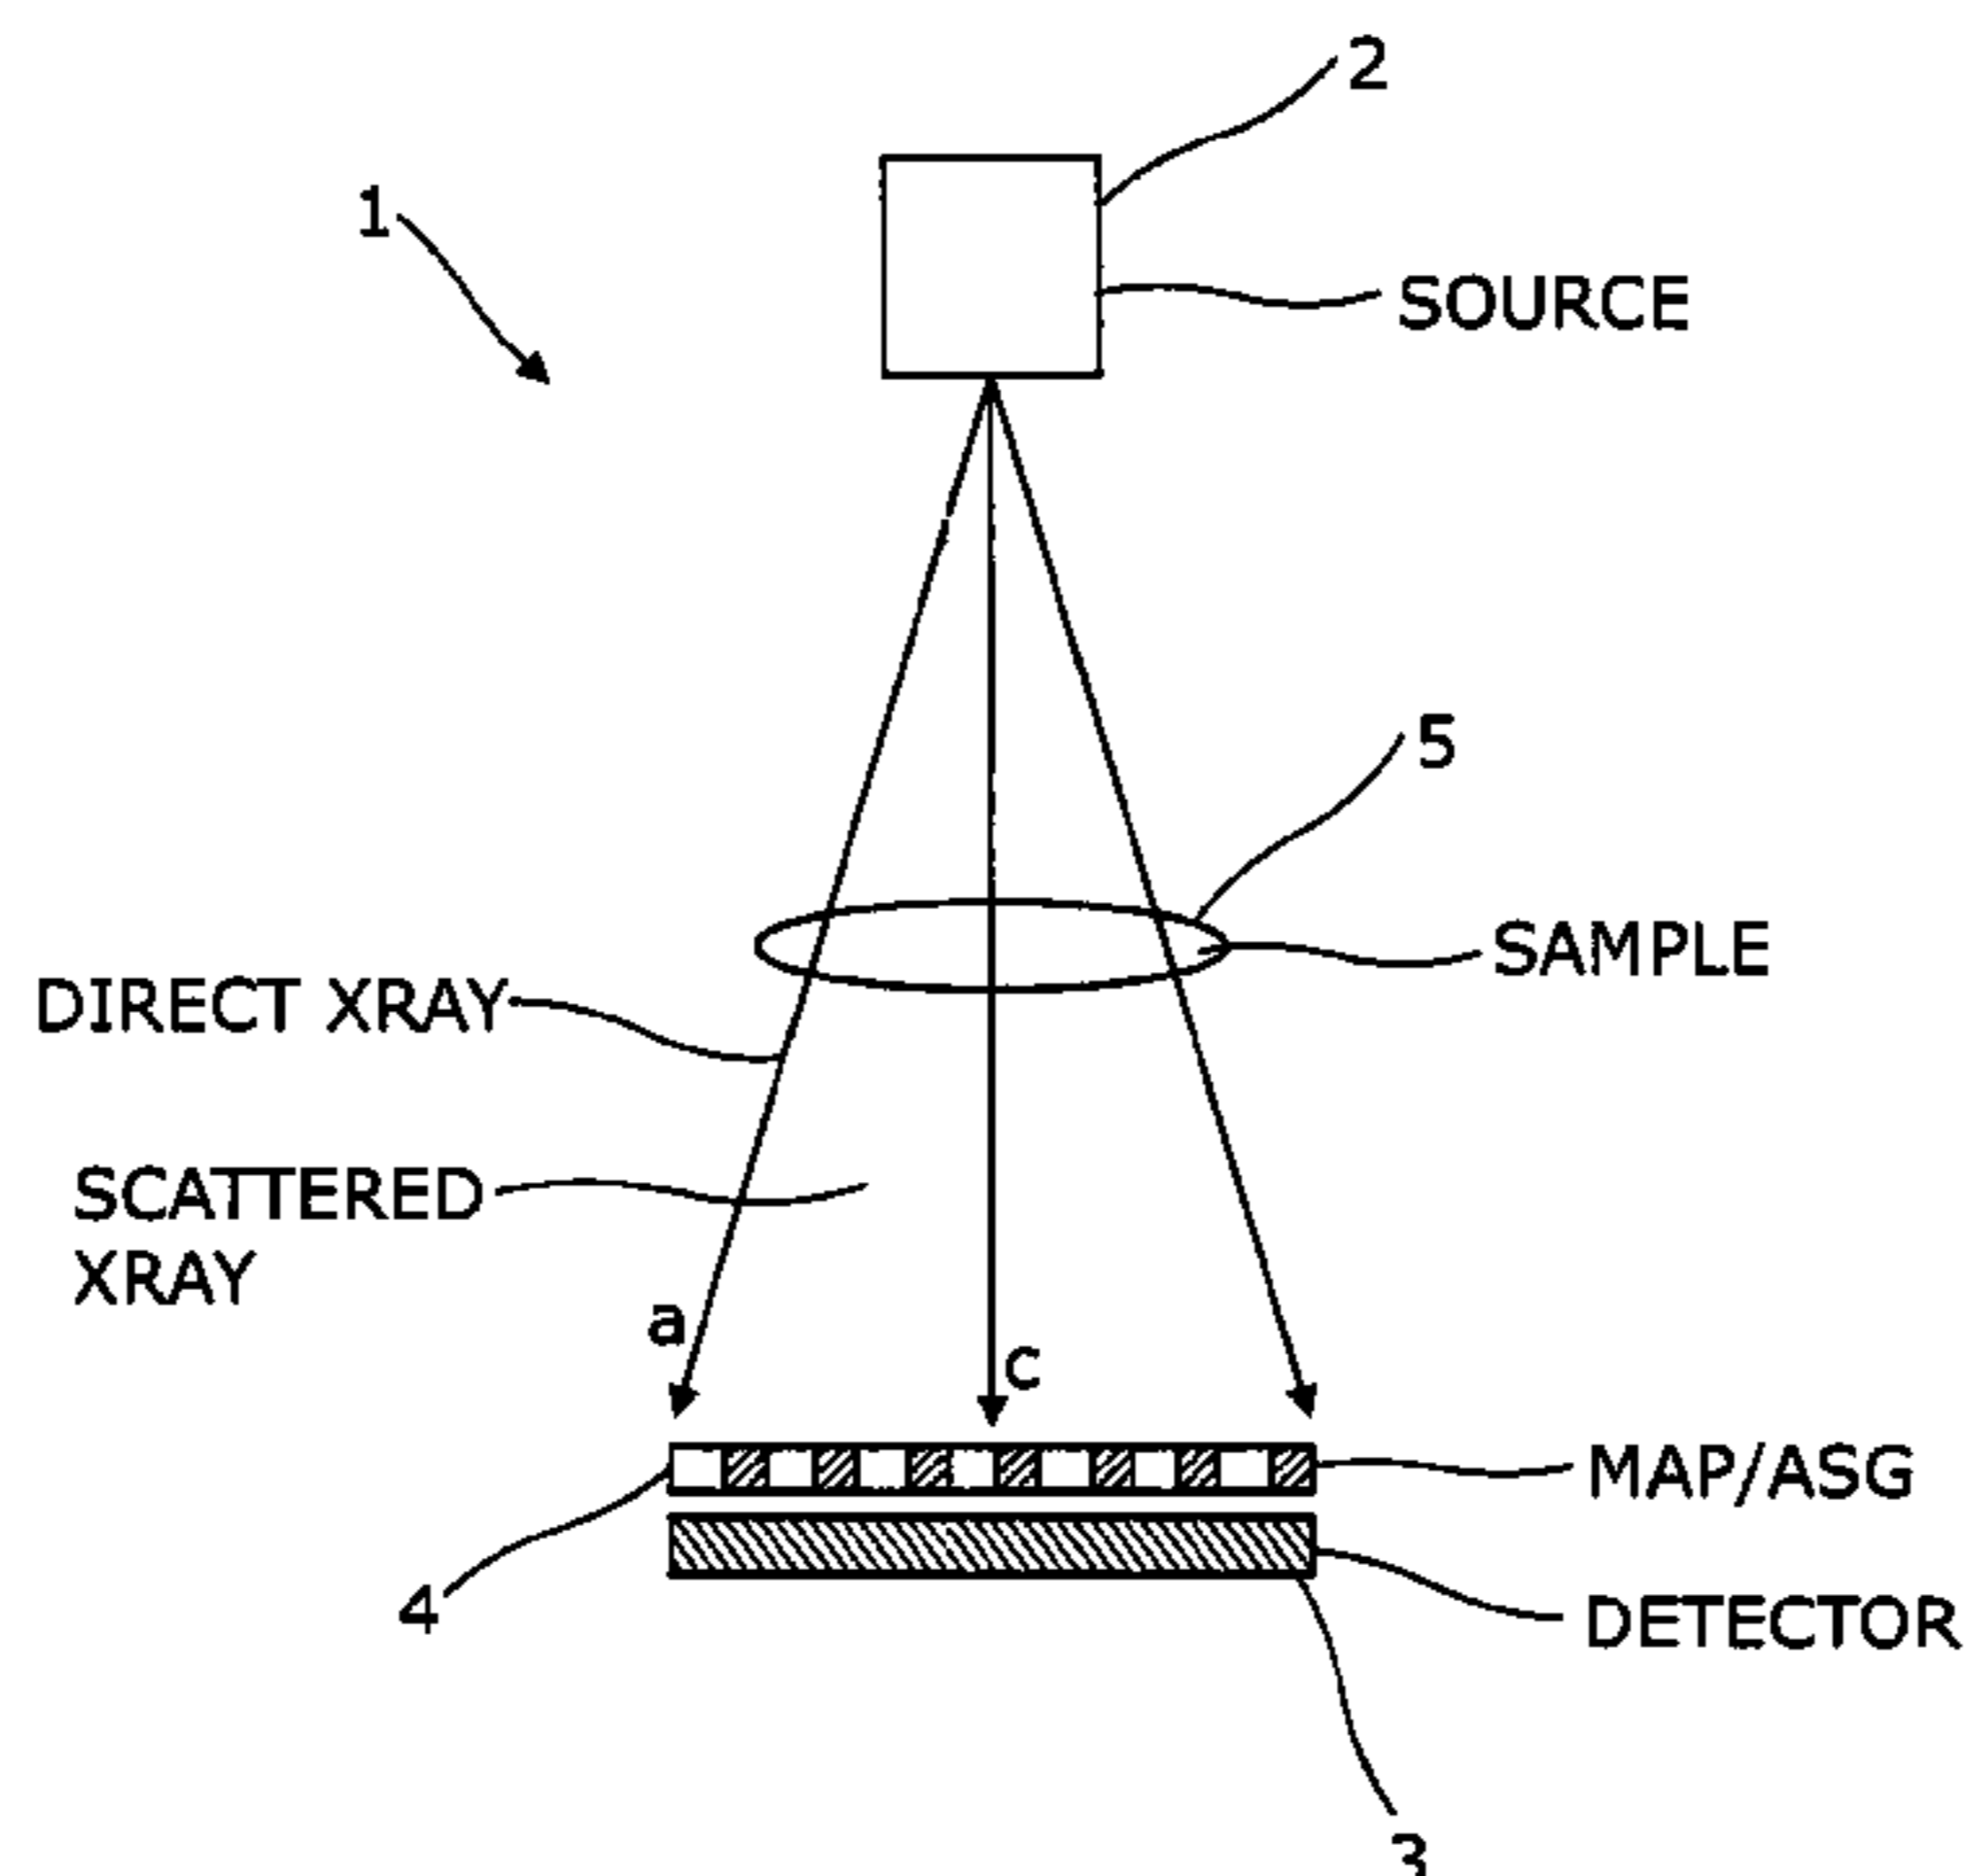 2
1
SOURCE
5
SAMPLE
DIRECT XRAY
SCATTERED
XRAY
a
c
MAP/ASG
4
DETECTOR
3